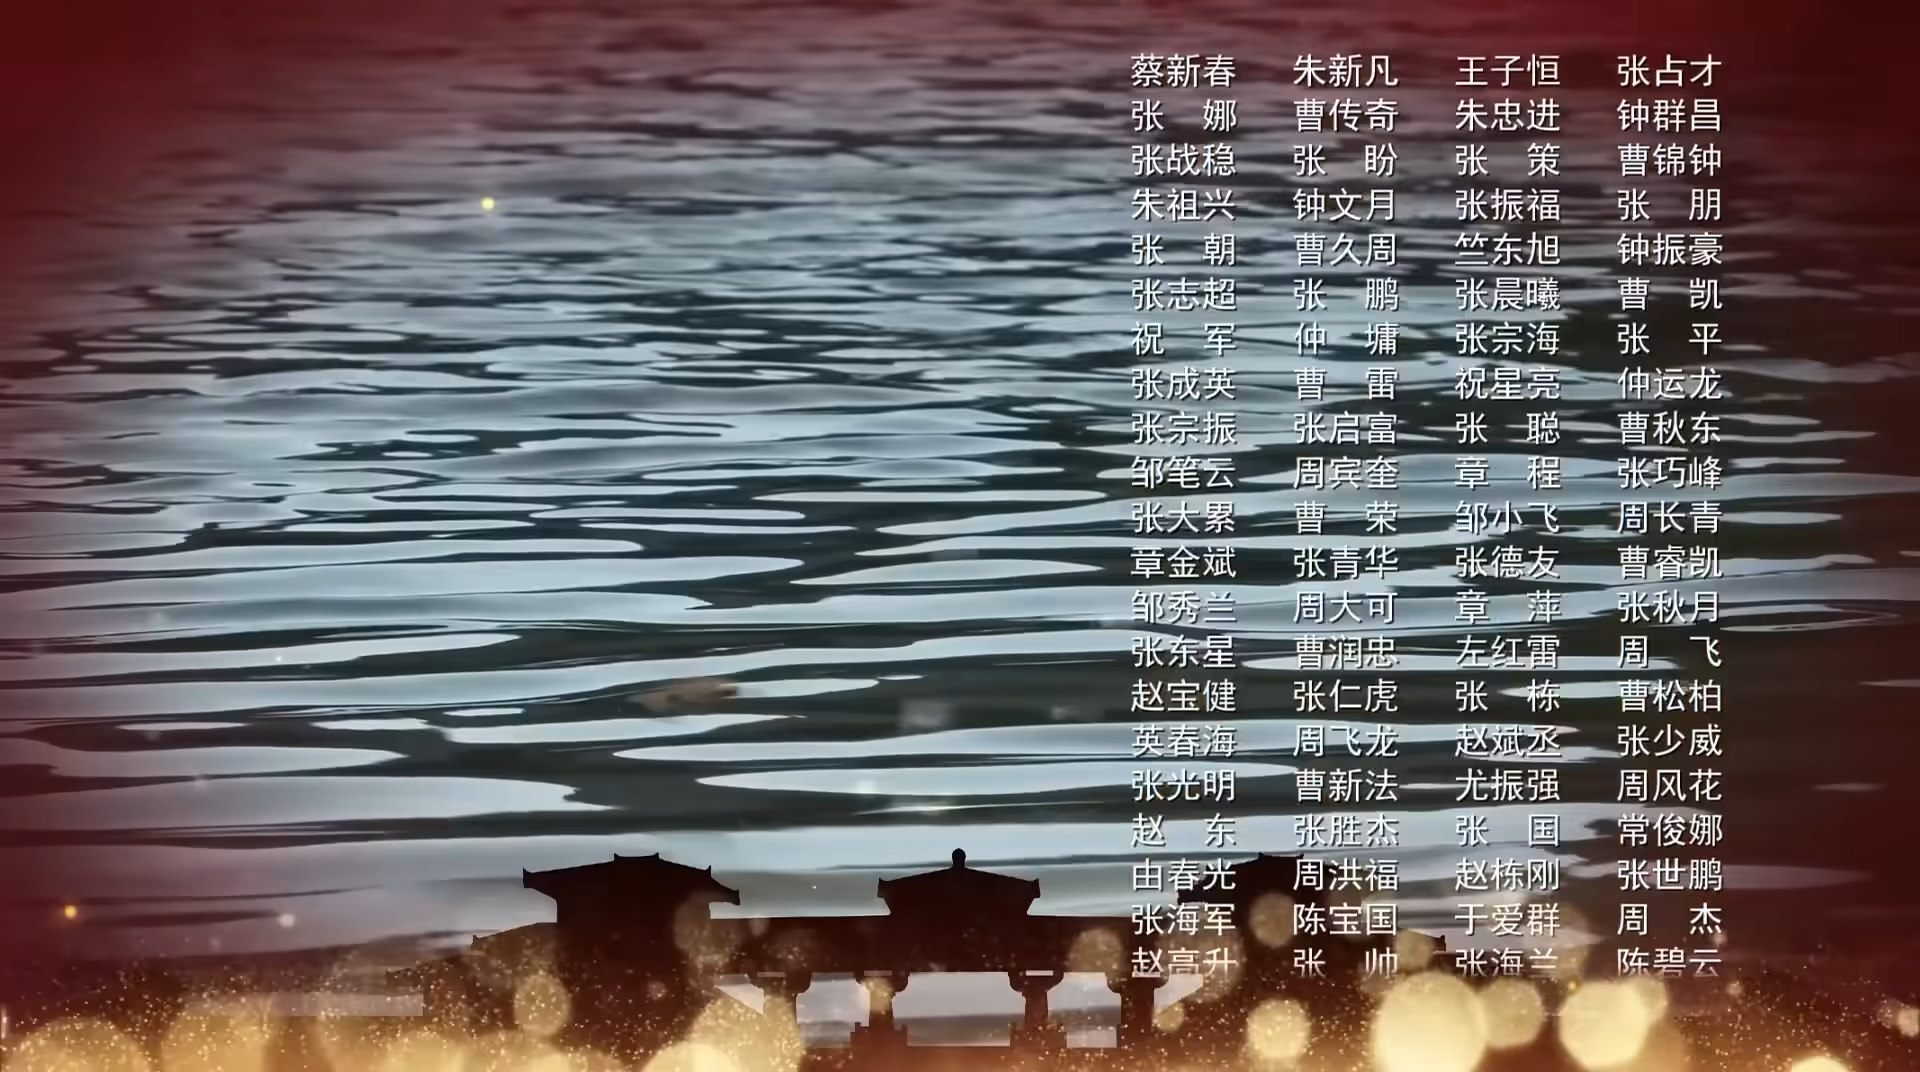 蔡新春 朱新凡 王子恒 张占才
张 娜 曹传奇 朱忠进 钟群昌
张战稳 张 盼 张 策 曹锦钟
朱祖兴 钟文月 张振福 张 朋
张 朝 曹久周 竺东旭 钟振豪
张志超 张 鹏 张晨曦 曹 凯
祝 军 仲 墉 张宗海 张 平
张成英 曹 雷 祝星亮 仲运龙
张宗振 张启富 张 聪 曹秋东
邹笔云 周宾奎 章 程 张巧峰
张大累 曹 荣 邹小飞 周长青
章金斌 张青华 张德友 曹睿凯
邹秀兰 周大可 章 萍 张秋月
张东星 曹润忠 左红雷 周 飞
赵宝健 张仁虎 张 栋 曹松柏
英春海 周飞龙 赵斌丞 张少威
张光明 曹新法 尤振强 周风花
赵 东 张胜杰 张 国 常俊娜
由春光 周洪福 赵栋刚 张世鹏
张海军 陈宝国 于爱群 周 杰
赵高升 张 帅 张海兰 陈碧云